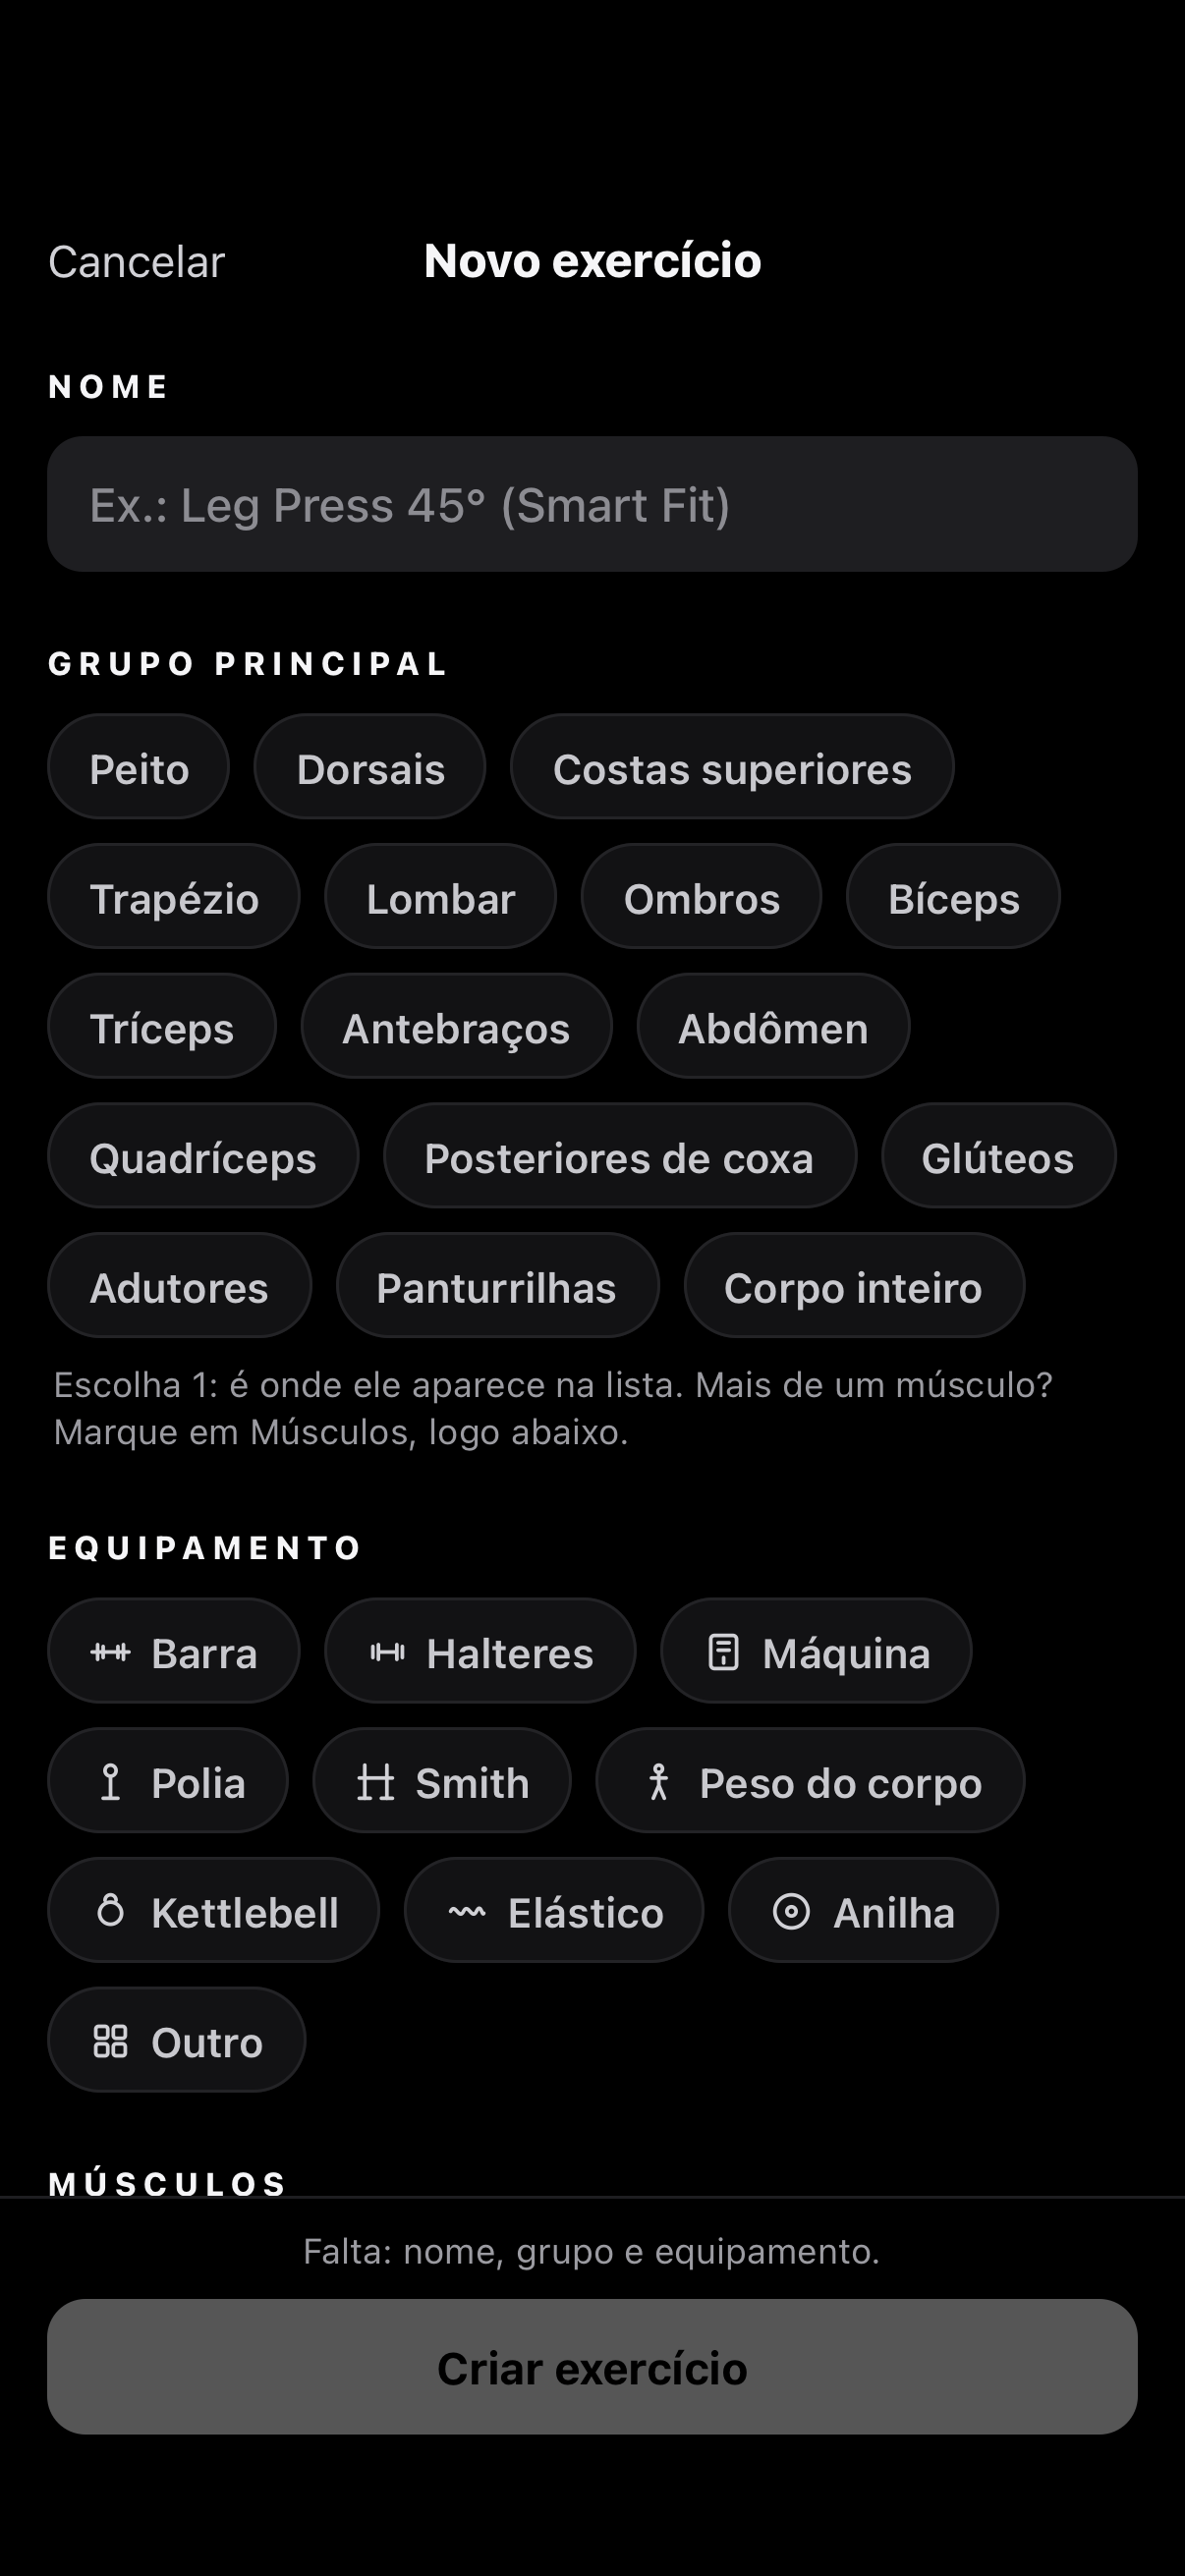 Cancelar Novo exercício
NOME
Ex.: Leg Press 45° (Smart Fit)
GRUPO PRINCIPAL
Peito Dorsais Costas superiores
Trapézio Lombar Ombros Bíceps
Tríceps Antebraços Abdômen
Quadríceps Posteriores de coxa Glúteos
Adutores Panturrilhas Corpo inteiro
Escolha 1: é onde ele aparece na lista. Mais de um músculo?
Marque em Músculos, logo abaixo.
EQUIPAMENTO
Barra Halteres Máquina
Polia Smith Peso do corpo
Kettlebell Elástico Anilha
Outro
MÚSCULOS
Falta: nome, grupo e equipamento.
Criar exercício